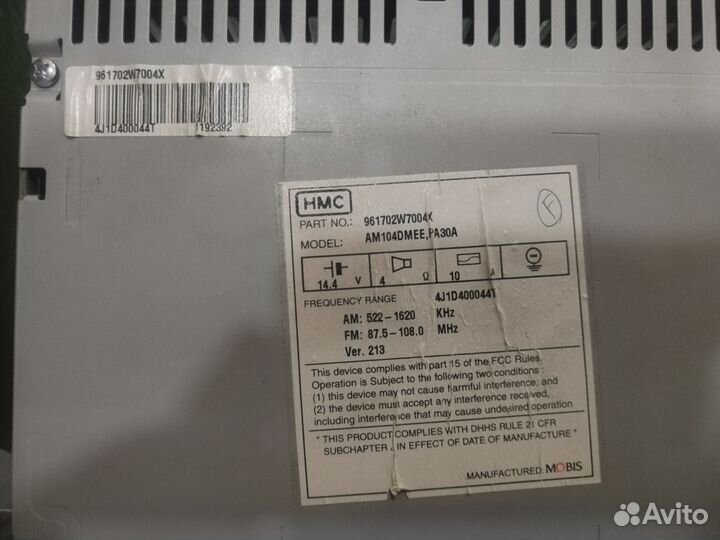 961702W7004X
4J1D400044T 192392
HMC
F
PART NO.: 961702W7004X
MODEL: AM104DMEE,PA30A
14.4 V 4 Ω 10 A
FREQUENCY RANGE 4J1D400044T
AM: 522-1620 KHz
FM: 87.5-108.0 MHz
Ver. 213
This device complies with part 15 of the FCC Rules.
Operation is Subject to the following two conditions :
(1) this device may not cause harmful interference, and
(2) the device must accept any interference received,
including interference that may cause undesired operation
" THIS PRODUCT COMPLIES WITH DHHS RULE 21 CFR
SUBCHAPTER J IN EFFECT OF DATE OF MANUFACTURE "
MANUFACTURED: MOBIS
Avito